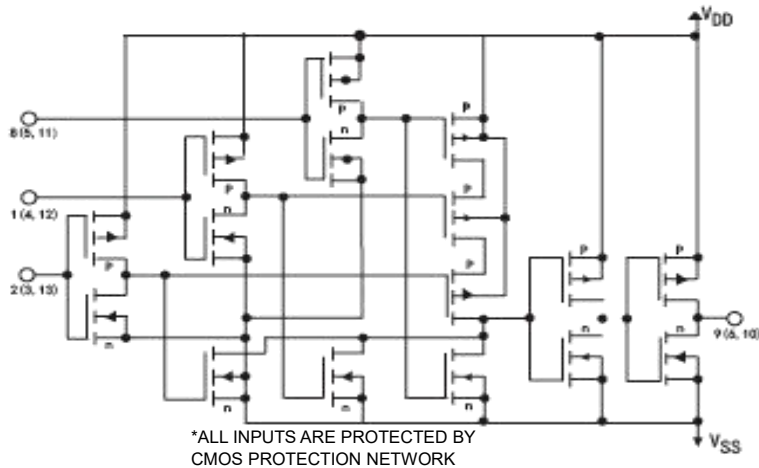 VDD
P
n
P
8 (5, 11)
P
n
P
1 (4, 12)
P
n
P
2 (3, 13)
n
P
n
P
n
9 (6, 10)
n
n
n
VSS
*ALL INPUTS ARE PROTECTED BY
CMOS PROTECTION NETWORK